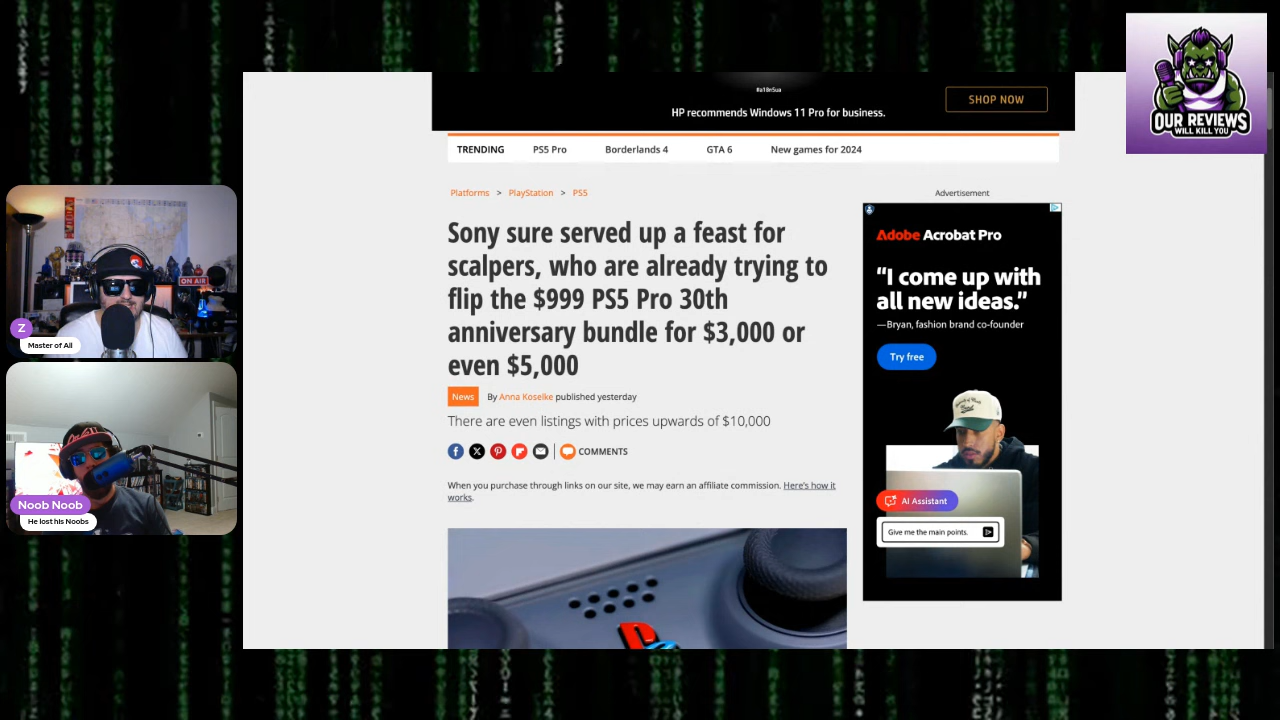 #a18n5ua
HP recommends Windows 11 Pro for business.
SHOP NOW
OUR REVIEWS
WILL KILL YOU
TRENDING PS5 Pro Borderlands 4 GTA 6 New games for 2024
Platforms > PlayStation > PS5
Advertisement
Sony sure served up a feast for
scalpers, who are already trying to
flip the $999 PS5 Pro 30th
anniversary bundle for $3,000 or
even $5,000
News By Anna Koselke published yesterday
There are even listings with prices upwards of $10,000
COMMENTS
When you purchase through links on our site, we may earn an affiliate commission. Here's how it
works.
Adobe Acrobat Pro
“I come up with
all new ideas.”
—Bryan, fashion brand co-founder
Try free
AI Assistant
Give me the main points.
ON AIR
Z
Master of All
Noob Noob
He lost his Noobs